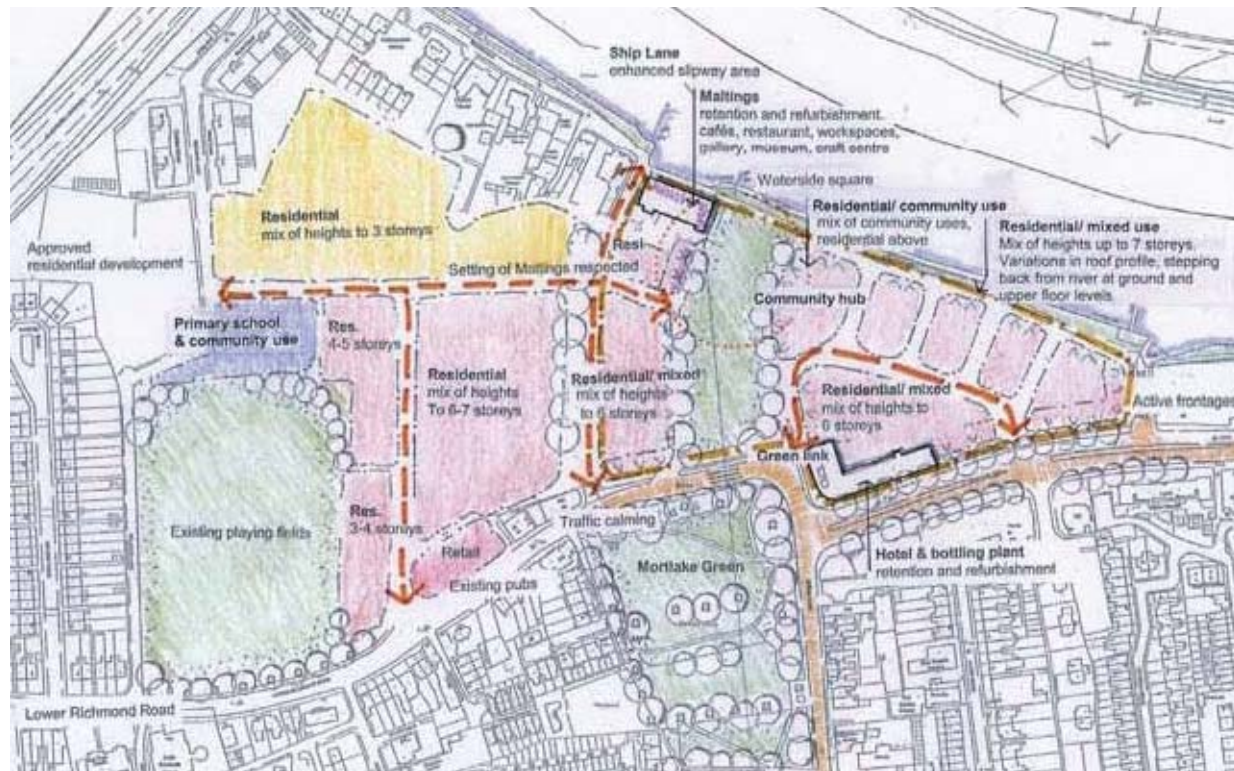 Ship Lane
enhanced slipway area
Maltings
retention and refurbishment.
cafés, restaurant, workspaces,
gallery, museum, craft centre
Waterside square
Residential/ community use
mix of community uses,
residential above
Residential/ mixed use
Mix of heights up to 7 storeys.
Variations in roof profile, stepping
back from river at ground and
upper floor levels
Residential
mix of heights to 3 storeys
Approved
residential development
Resi
Setting of Maltings respected
Community hub
Primary school
& community use
Res.
4-5 storeys
Residential
mix of heights
To 6-7 storeys
Residential/ mixed
mix of heights
to 6 storeys
Residential/ mixed
mix of heights to
6 storeys
Active frontages
Green link
Existing playing fields
Res.
3-4 storeys
Traffic calming
Retail
Existing pubs
Mortlake Green
Hotel & bottling plant
retention and refurbishment
Lower Richmond Road